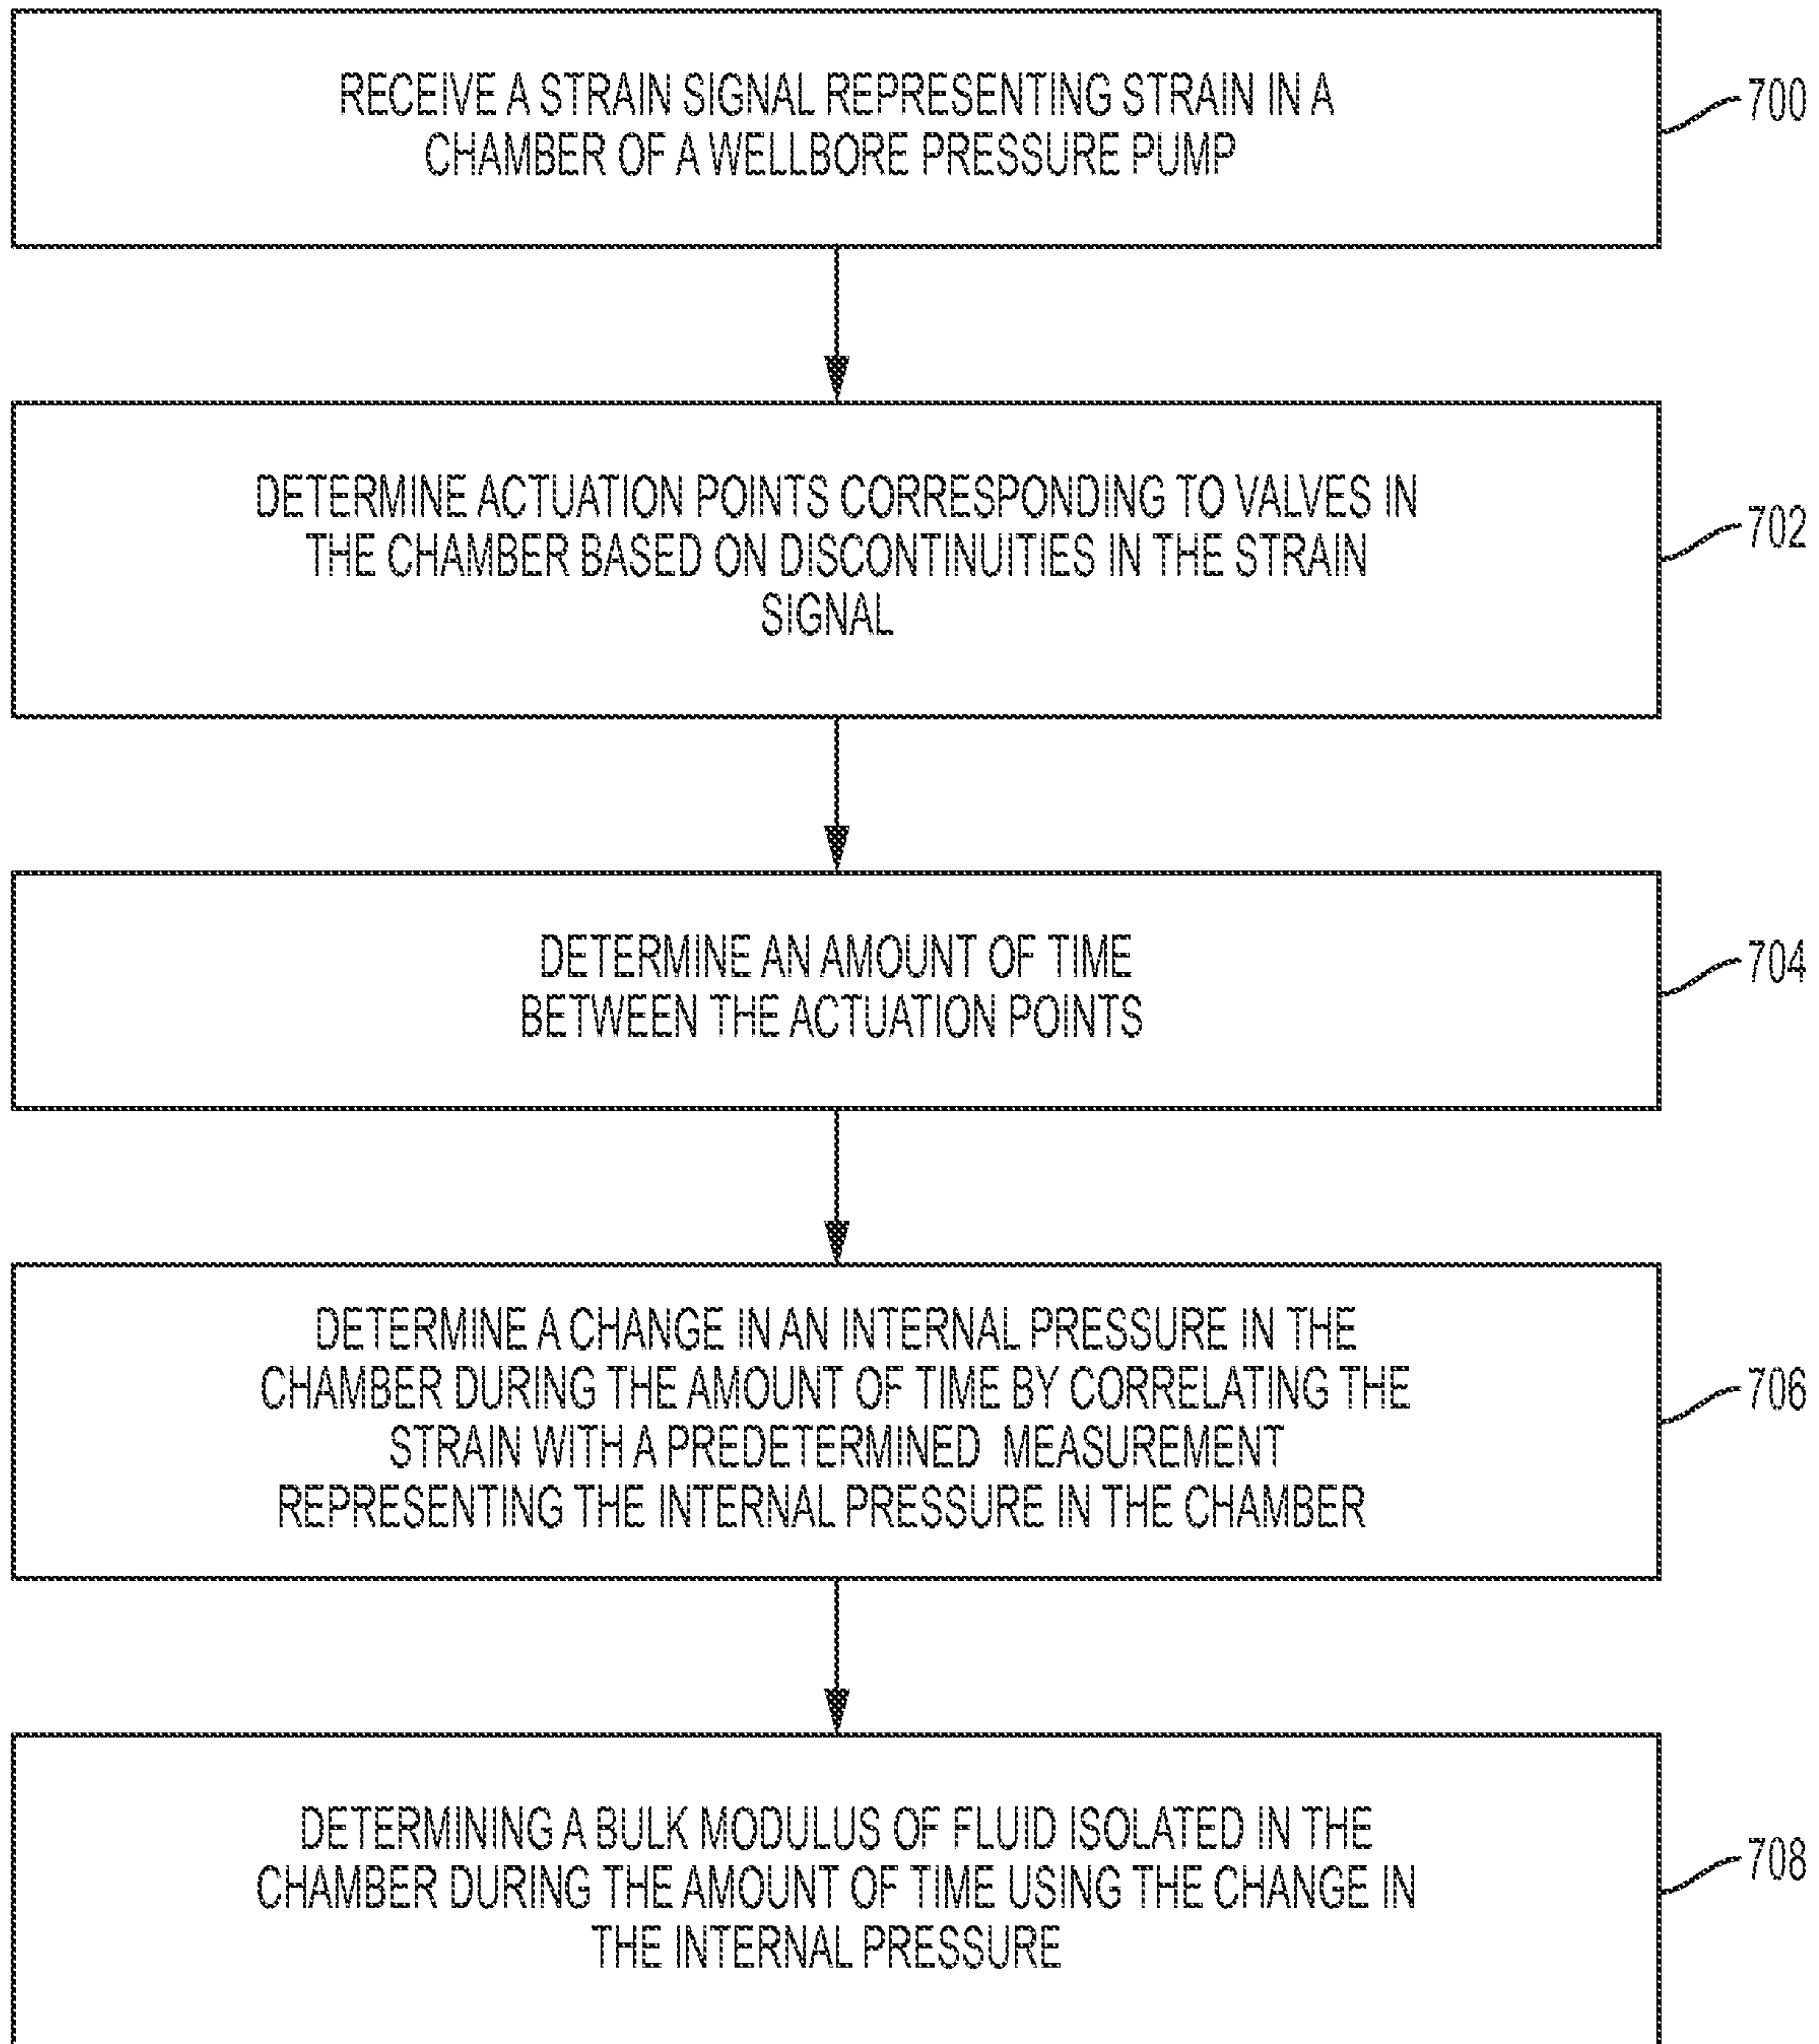 RECEIVE A STRAIN SIGNAL REPRESENTING STRAIN IN A
CHAMBER OF A WELLBORE PRESSURE PUMP
700
DETERMINE ACTUATION POINTS CORRESPONDING TO VALVES IN
THE CHAMBER BASED ON DISCONTINUITIES IN THE STRAIN
SIGNAL
702
DETERMINE AN AMOUNT OF TIME
BETWEEN THE ACTUATION POINTS
704
DETERMINE A CHANGE IN AN INTERNAL PRESSURE IN THE
CHAMBER DURING THE AMOUNT OF TIME BY CORRELATING THE
STRAIN WITH A PREDETERMINED MEASUREMENT
REPRESENTING THE INTERNAL PRESSURE IN THE CHAMBER
706
DETERMINING A BULK MODULUS OF FLUID ISOLATED IN THE
CHAMBER DURING THE AMOUNT OF TIME USING THE CHANGE IN
THE INTERNAL PRESSURE
708